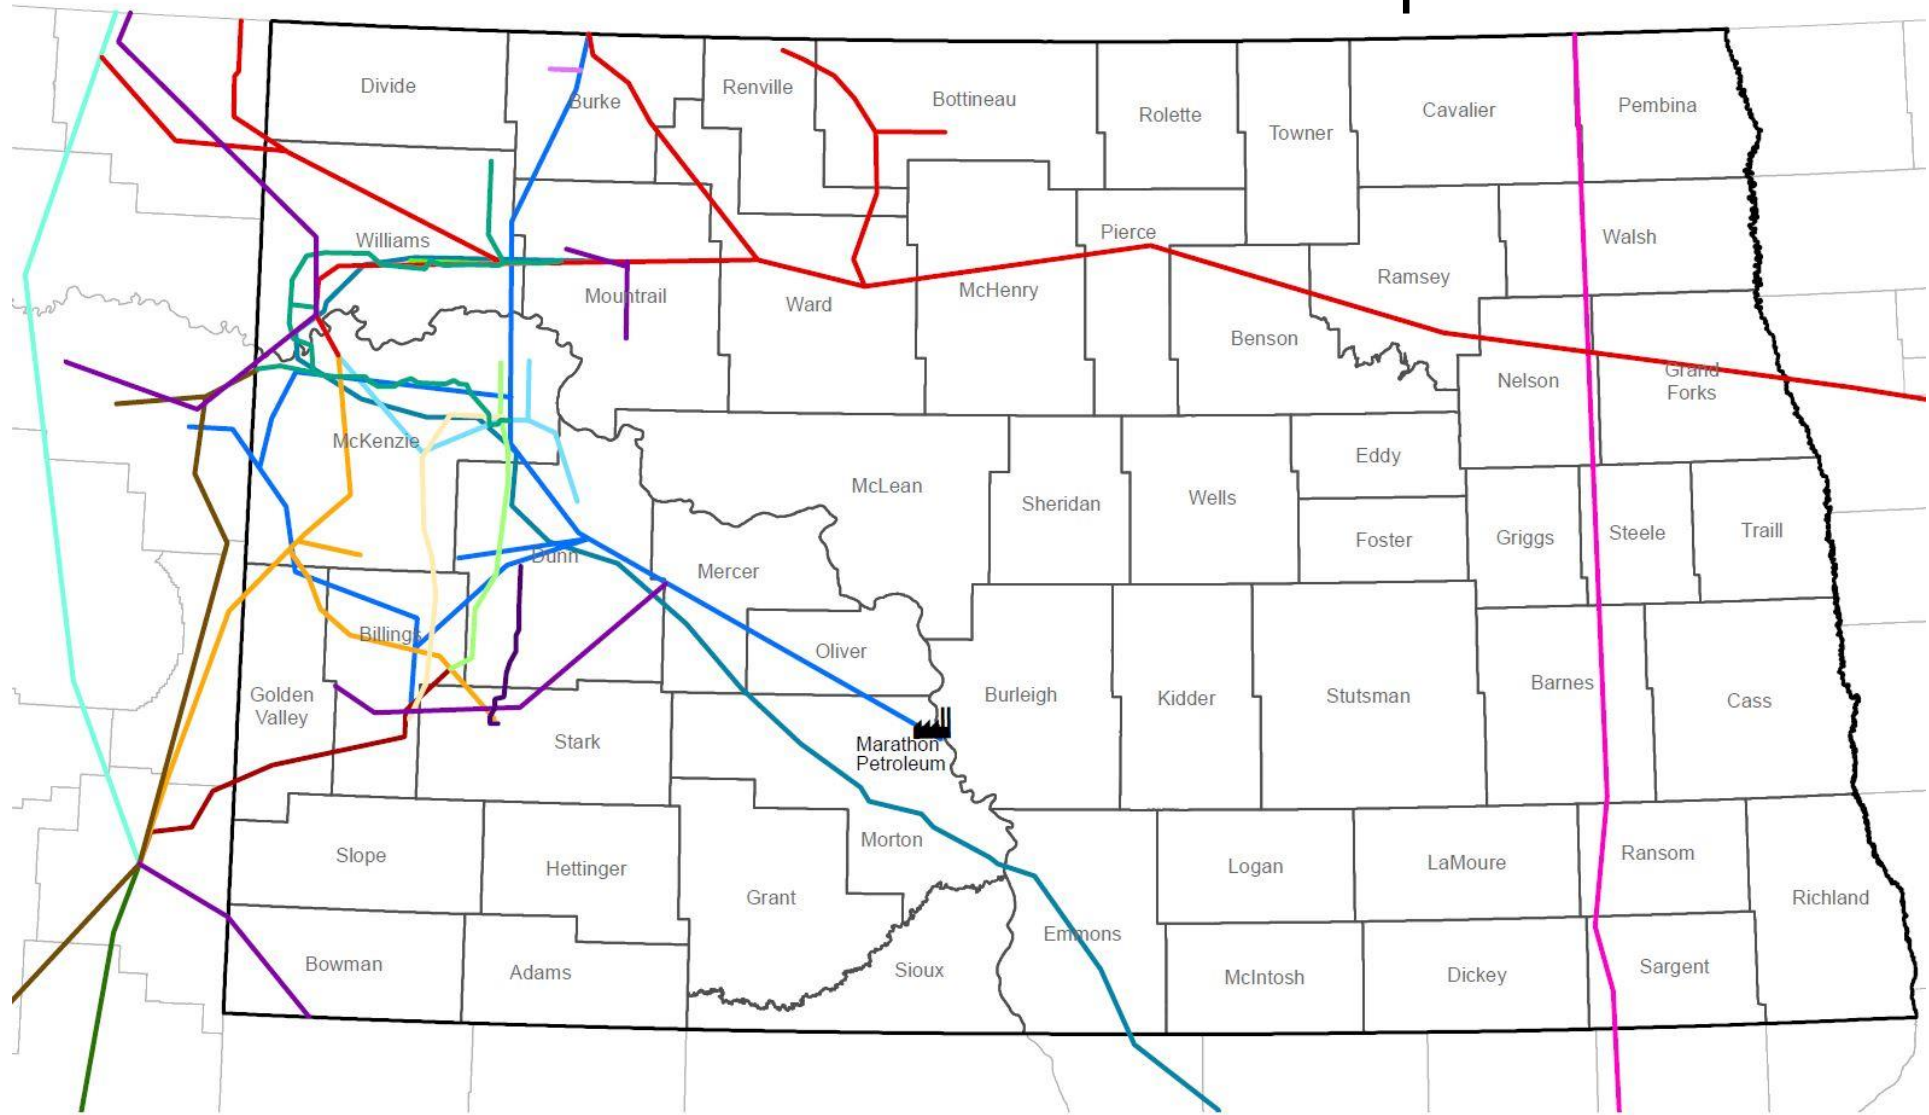 Divide
Burke
Renville
Bottineau
Rolette
Towner
Cavalier
Pembina
Williams
Mountrail
Ward
McHenry
Pierce
Benson
Ramsey
Walsh
Nelson
Grand
Forks
McKenzie
McLean
Sheridan
Wells
Eddy
Foster
Griggs
Steele
Traill
Dunn
Mercer
Billings
Oliver
Golden
Valley
Stark
Marathon
Petroleum
Burleigh
Kidder
Stutsman
Barnes
Cass
Slope
Hettinger
Morton
Grant
Logan
LaMoure
Ransom
Richland
Bowman
Adams
Sioux
Emmons
McIntosh
Dickey
Sargent